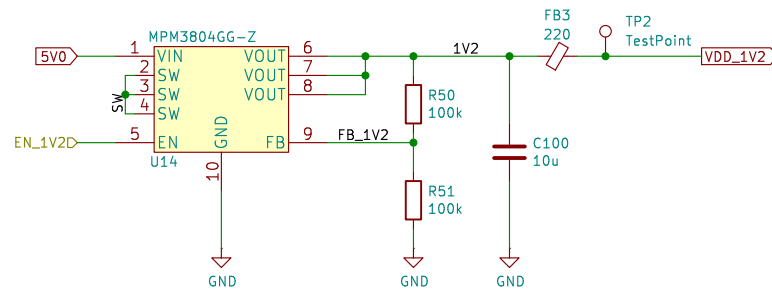 MPM3804GG-Z
5V0
1
VIN
VOUT
6
1V2
FB3
220
TP2
TestPoint
VDD_1V2
2
SW
VOUT
7
3
SW
VOUT
8
SW
4
SW
R50
100k
EN_1V2
5
EN
GND
FB
9
FB_1V2
C100
10u
U14
10
R51
100k
GND
GND
GND